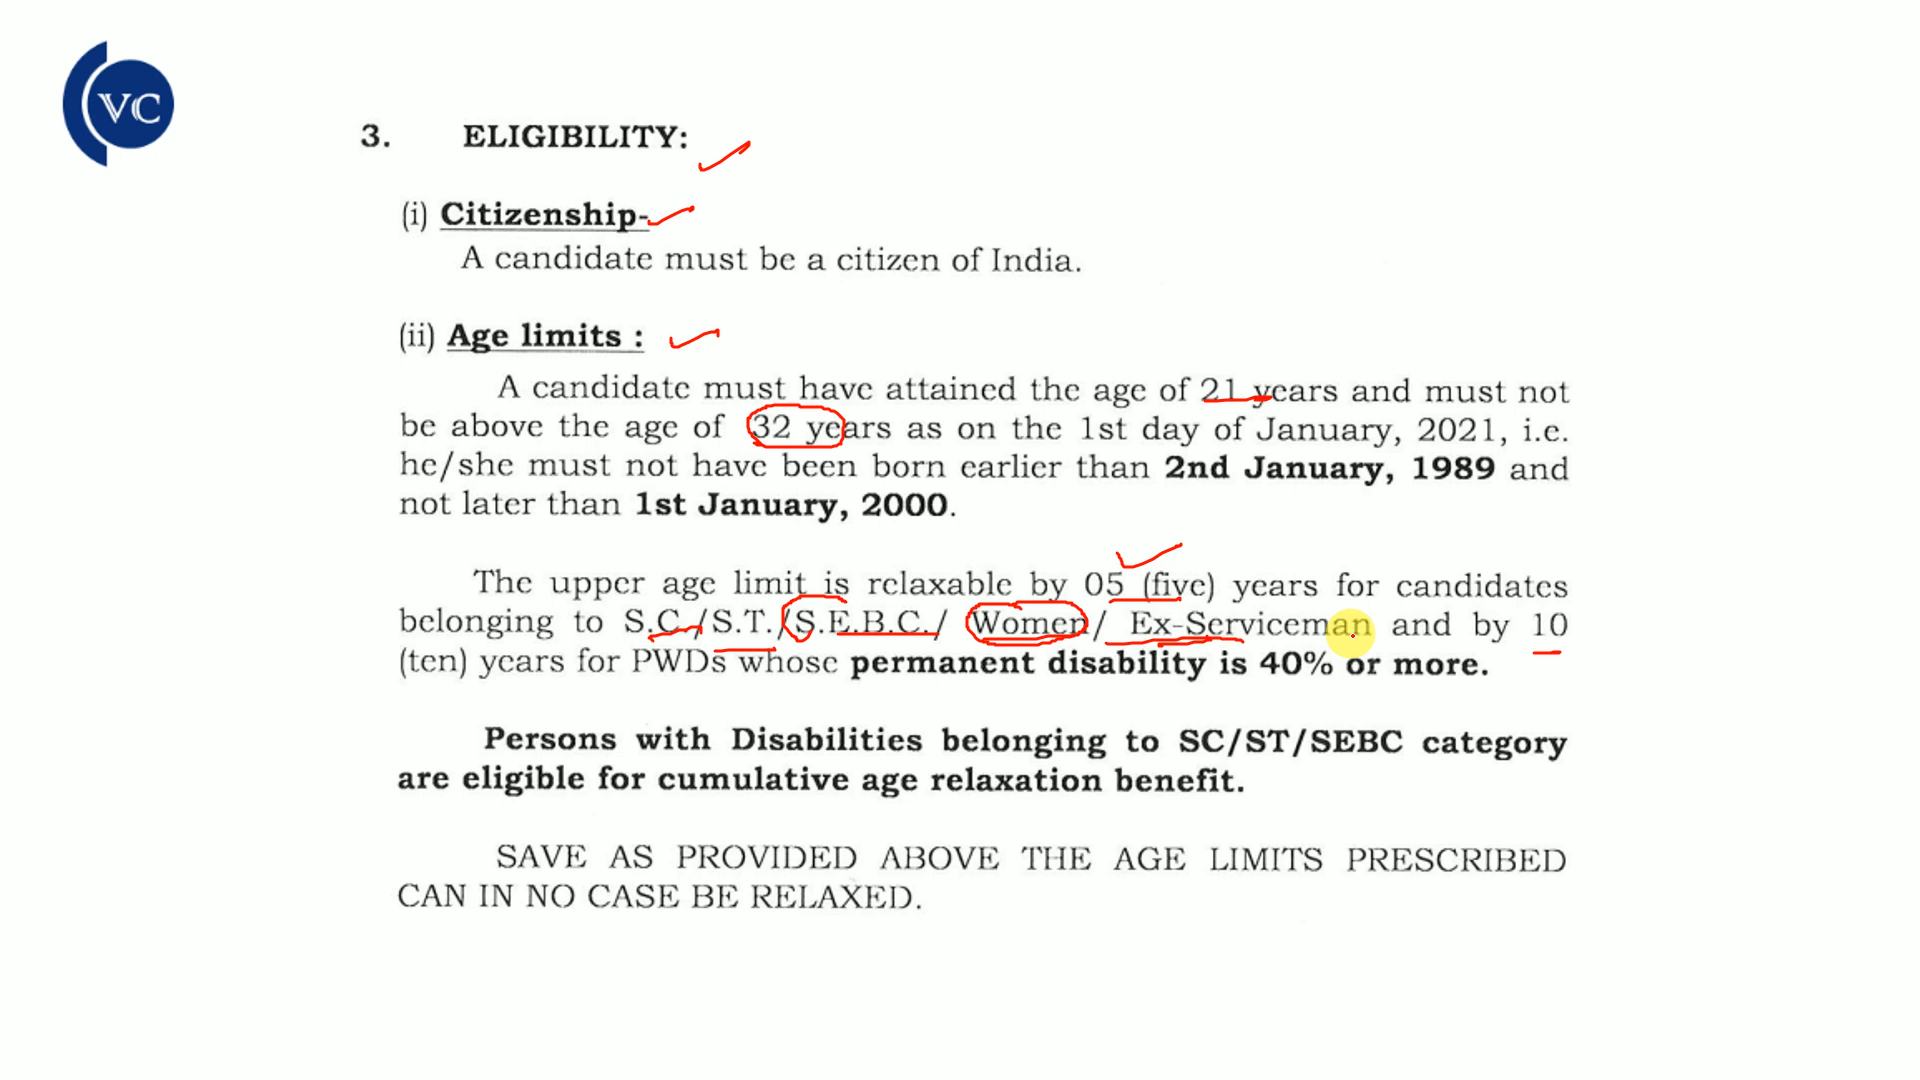 VC
3. ELIGIBILITY:
(i) Citizenship-
A candidate must be a citizen of India.
(ii) Age limits :
A candidate must have attained the age of 21 years and must not
be above the age of 32 years as on the 1st day of January, 2021, i.e.
he/she must not have been born earlier than 2nd January, 1989 and
not later than 1st January, 2000.
The upper age limit is relaxable by 05 (five) years for candidates
belonging to S.C./S.T./S.E.B.C./ Women/ Ex-Serviceman and by 10
(ten) years for PWDs whose permanent disability is 40% or more.
Persons with Disabilities belonging to SC/ST/SEBC category
are eligible for cumulative age relaxation benefit.
SAVE AS PROVIDED ABOVE THE AGE LIMITS PRESCRIBED
CAN IN NO CASE BE RELAXED.